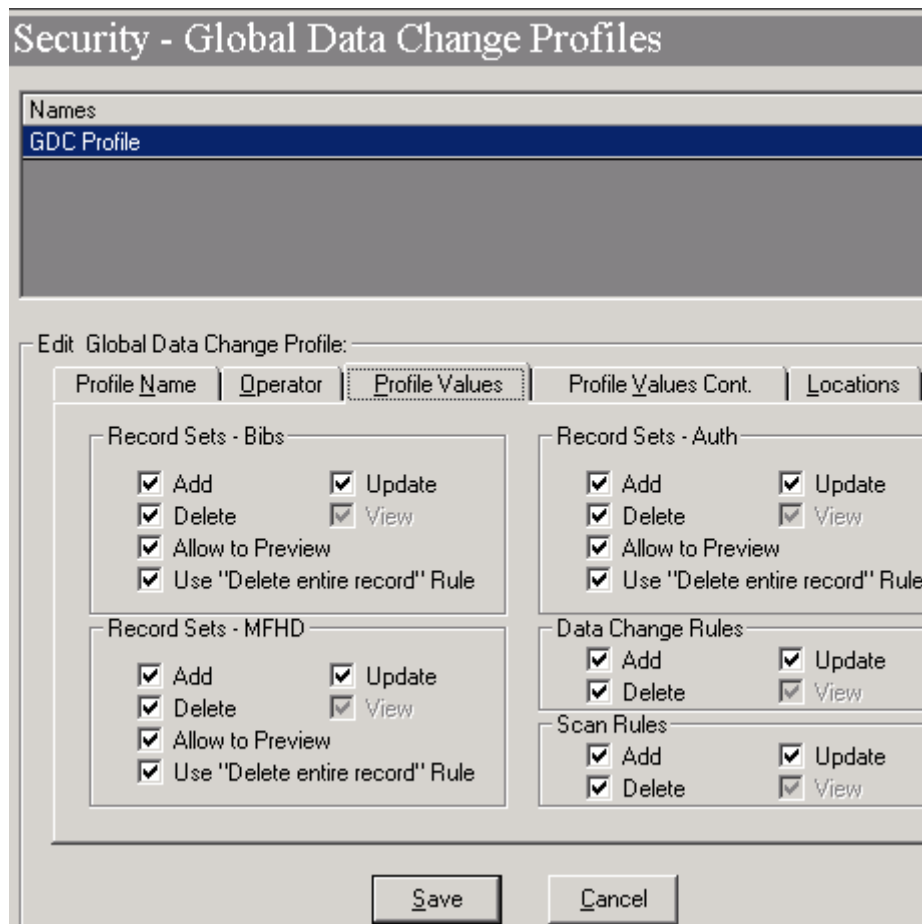 Security - Global Data Change Profiles
Names
GDC Profile
Edit Global Data Change Profile:
Profile Name
Operator
Profile Values
Profile Values Cont.
Locations
Record Sets - Bibs
Add
Update
Delete
View
Allow to Preview
Use "Delete entire record" Rule
Record Sets - Auth
Add
Update
Delete
View
Allow to Preview
Use "Delete entire record" Rule
Record Sets - MFHD
Add
Update
Delete
View
Allow to Preview
Use "Delete entire record" Rule
Data Change Rules
Add
Update
Delete
View
Scan Rules
Add
Update
Delete
View
Save
Cancel